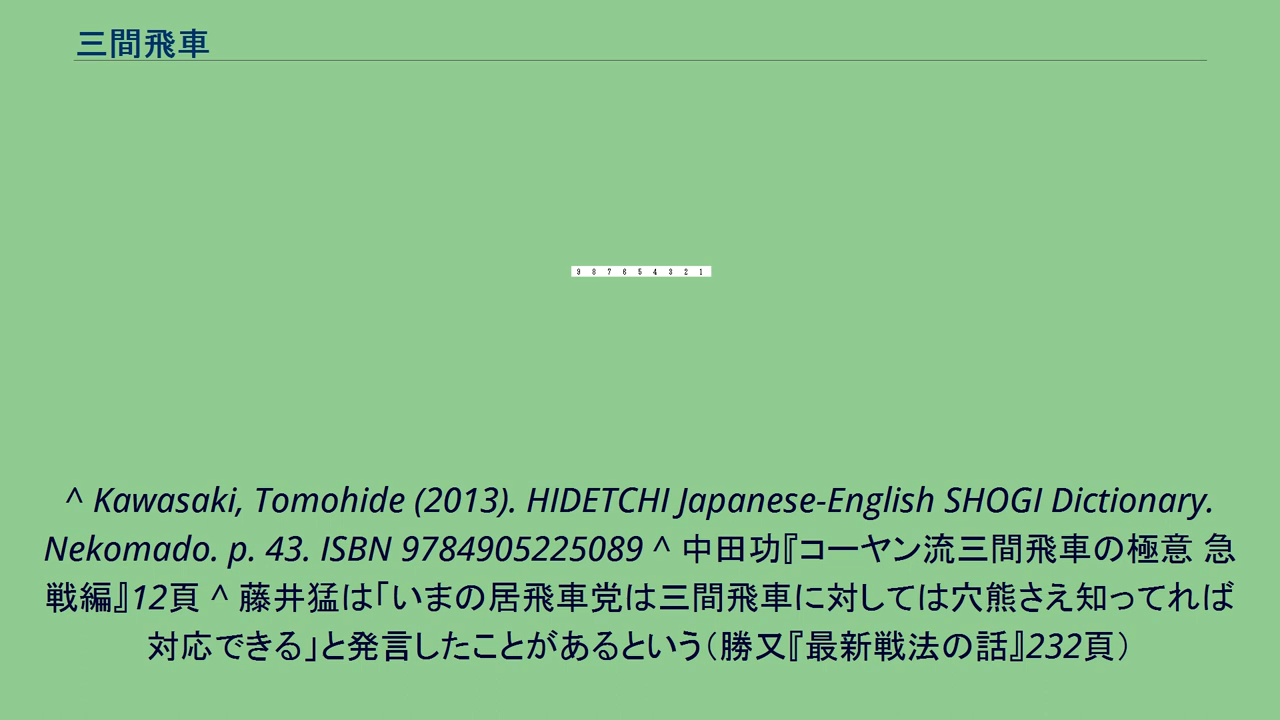 三間飛車
9 8 7 6 5 4 3 2 1
^ Kawasaki, Tomohide (2013). HIDETCHI Japanese-English SHOGI Dictionary.
Nekomado. p. 43. ISBN 9784905225089 ^ 中田功『コーヤン流三間飛車の極意 急
戦編』12頁 ^ 藤井猛は「いまの居飛車党は三間飛車に対しては穴熊さえ知ってれば
対応できる」と発言したことがあるという（勝又『最新戦法の話』232頁）